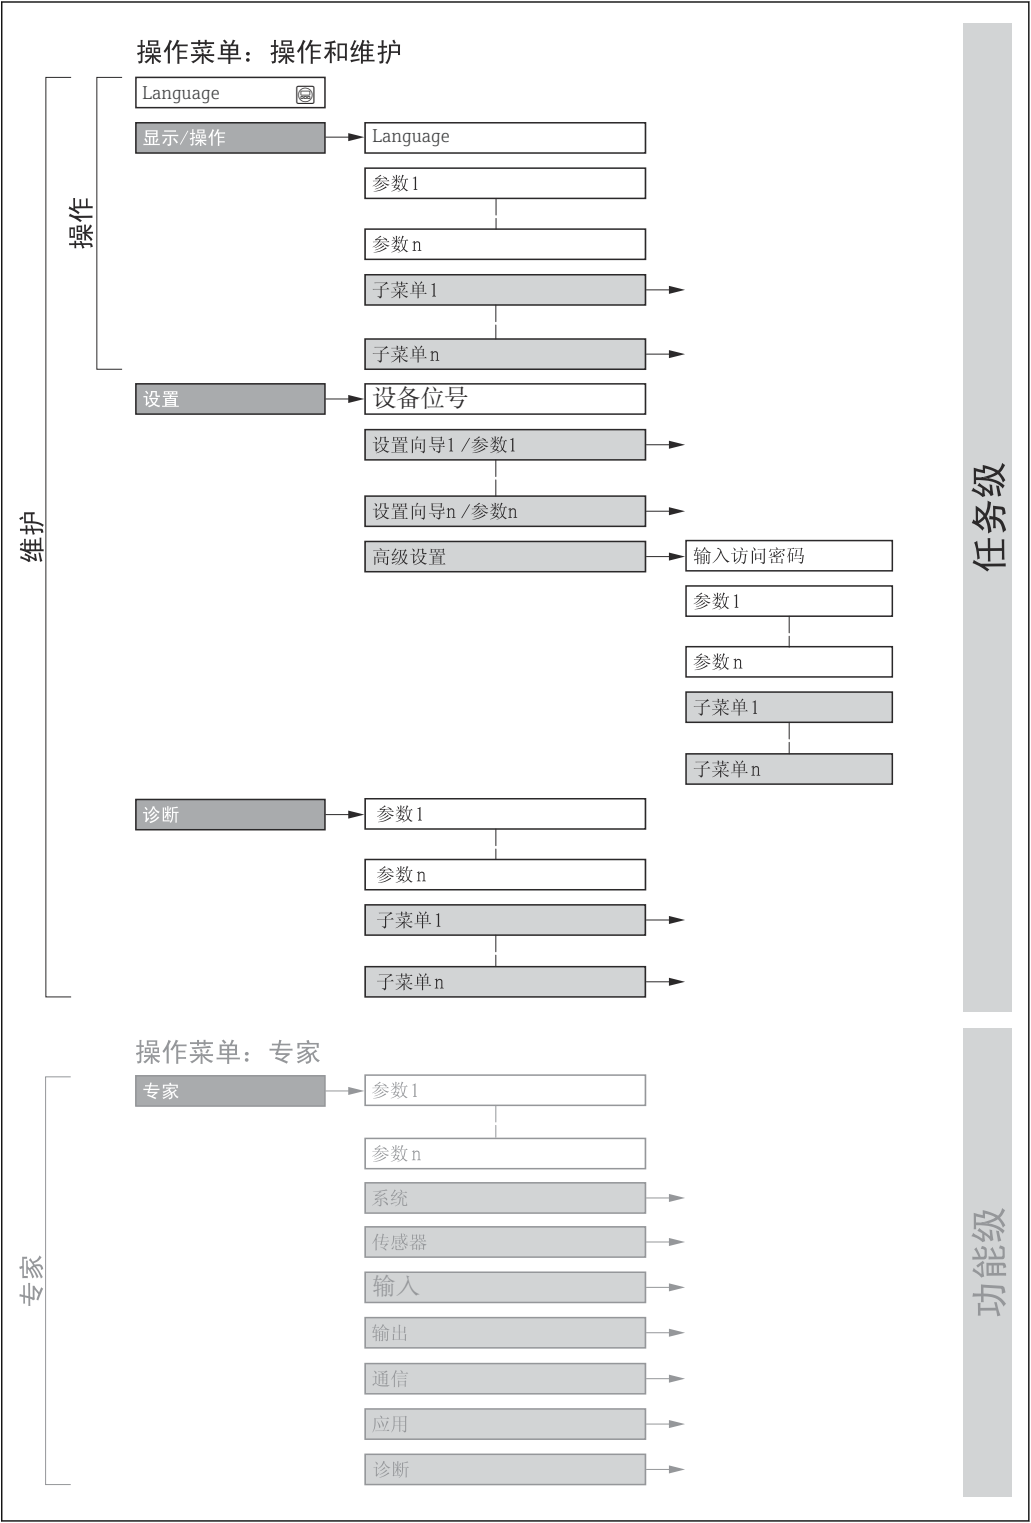 操作菜单：操作和维护
Language
显示/操作
Language
参数1
参数n
子菜单1
子菜单n
操作
设置
设备位号
设置向导1 /参数1
设置向导n /参数n
高级设置
输入访问密码
参数1
参数n
子菜单1
子菜单n
维护
任务级
诊断
参数1
参数n
子菜单1
子菜单n
操作菜单：专家
专家
参数1
参数n
系统
传感器
输入
输出
通信
应用
诊断
专家
功能级